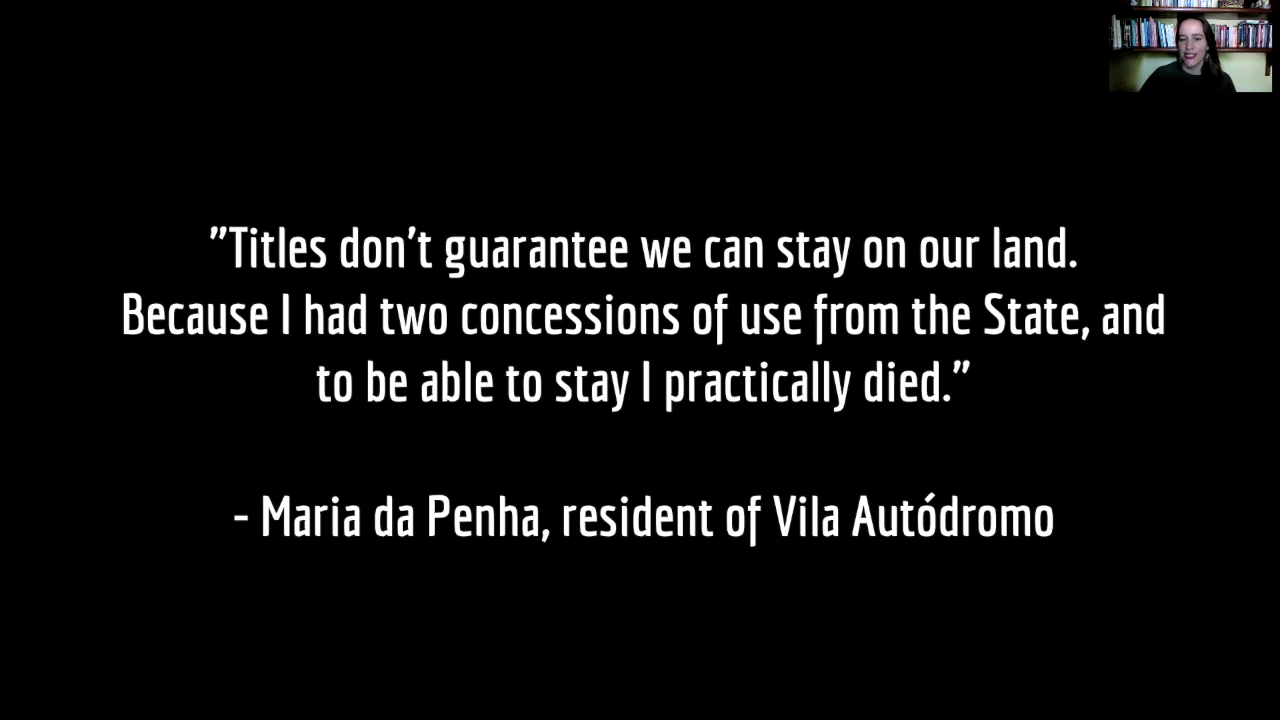 "Titles don't guarantee we can stay on our land.
Because I had two concessions of use from the State, and
to be able to stay I practically died."
- Maria da Penha, resident of Vila Autódromo